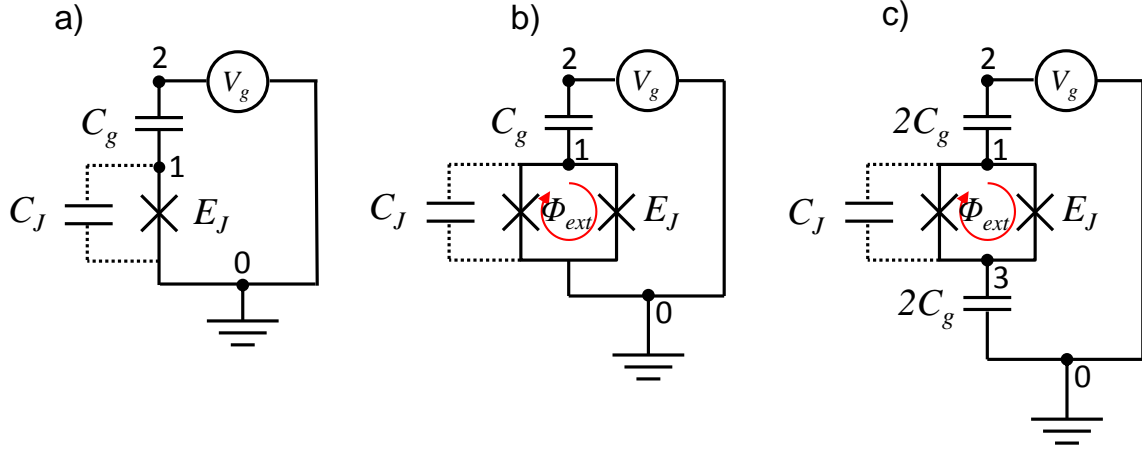 a)
2
V_g
C_g
1
C_J
E_J
0
b)
2
V_g
C_g
1
C_J
Φ_ext
E_J
0
c)
2
V_g
2C_g
1
C_J
Φ_ext
E_J
3
2C_g
0